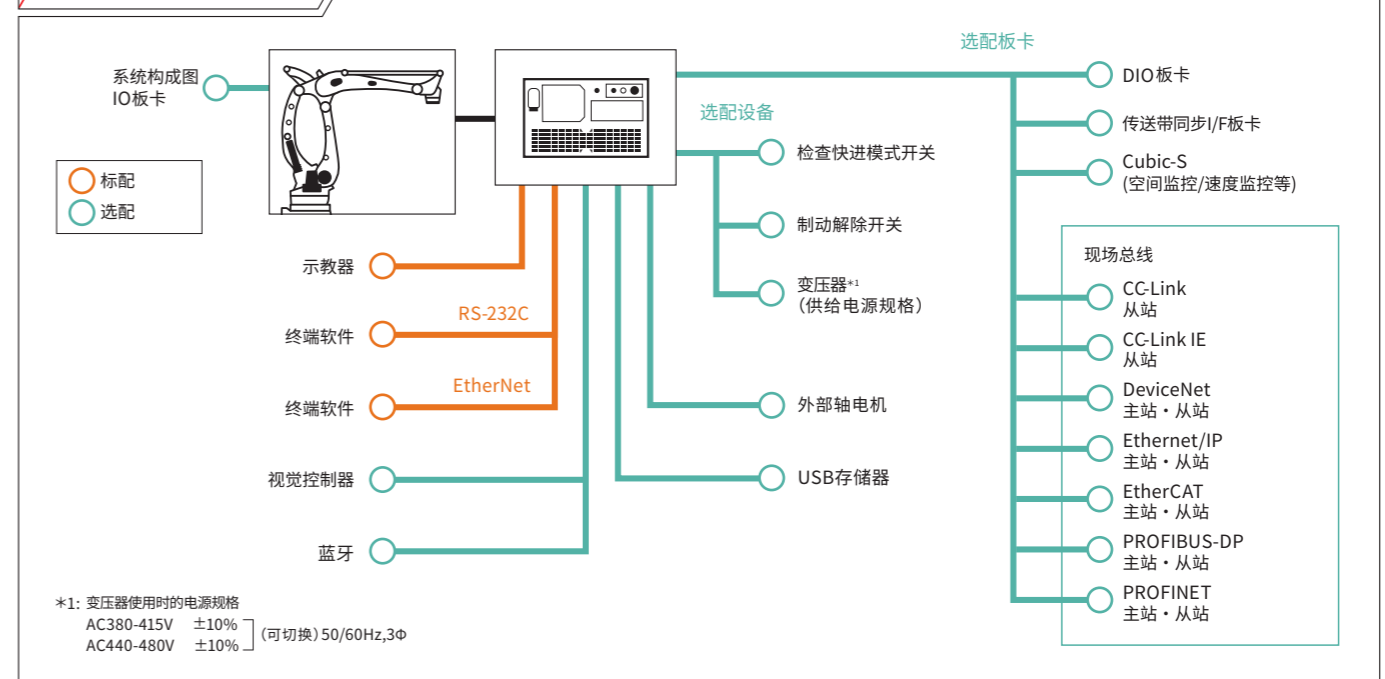 系统构成图
IO板卡
标配
选配
示教器
RS-232C
终端软件
EtherNet
终端软件
视觉控制器
蓝牙
选配设备
检查快进模式开关
制动解除开关
变压器*1
（供给电源规格）
外部轴电机
USB存储器
选配板卡
DIO板卡
传送带同步I/F板卡
Cubic-S
(空间监控/速度监控等)
现场总线
CC-Link
从站
CC-Link IE
从站
DeviceNet
主站・从站
Ethernet/IP
主站・从站
EtherCAT
主站・从站
PROFIBUS-DP
主站・从站
PROFINET
主站・从站
*1: 变压器使用时的电源规格
AC380-415V ±10%
AC440-480V ±10%
(可切换) 50/60Hz,3Φ